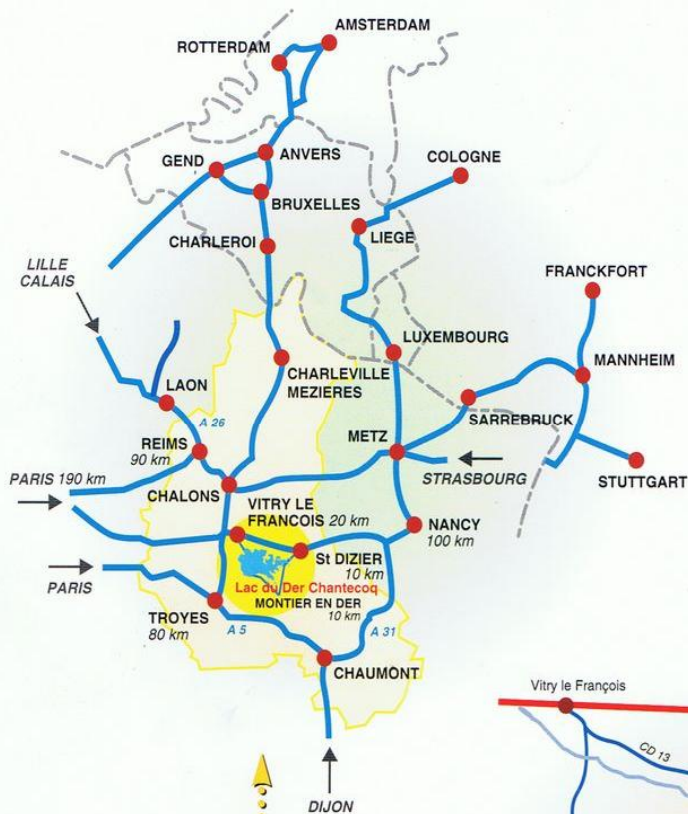 AMSTERDAM
ROTTERDAM
GEND
ANVERS
COLOGNE
BRUXELLES
CHARLEROI
LIEGE
LILLE
CALAIS
FRANCKFORT
LUXEMBOURG
MANNHEIM
CHARLEVILLE
MEZIERES
LAON
SARREBRUCK
A 26
REIMS
90 km
METZ
STRASBOURG
STUTTGART
PARIS 190 km
CHALONS
VITRY LE
FRANCOIS 20 km
NANCY
100 km
St DIZIER
10 km
PARIS
Lac du Der Chantecoq
MONTIER EN DER
10 km
TROYES
80 km
A 5
A 31
CHAUMONT
Vitry le François
CD 13
DIJON